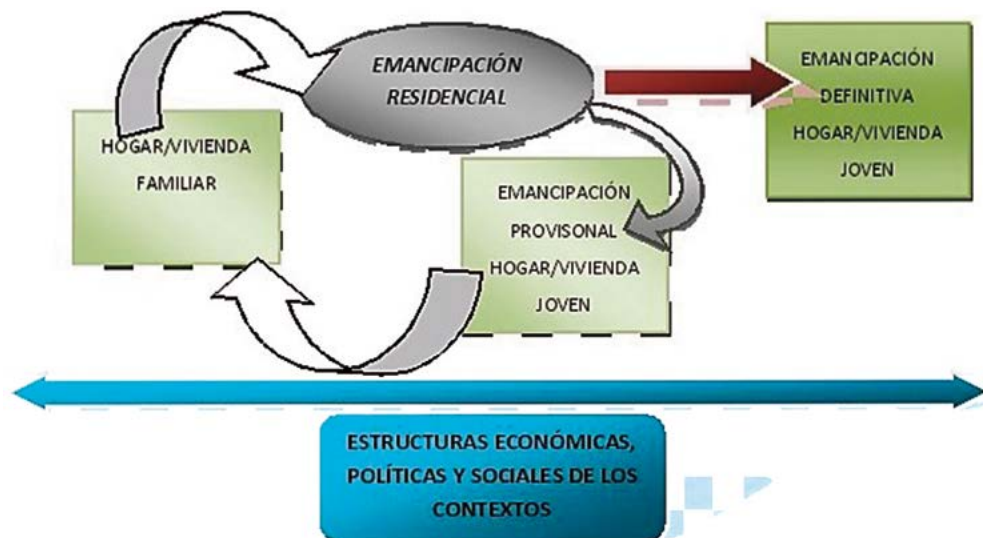 EMANCIPACIÓN
RESIDENCIAL
EMANCIPACIÓN
DEFINITIVA
HOGAR/VIVIENDA
JOVEN
HOGAR/VIVIENDA
FAMILIAR
EMANCIPACIÓN
PROVISONAL
HOGAR/VIVIENDA
JOVEN
ESTRUCTURAS ECONÓMICAS,
POLÍTICAS Y SOCIALES DE LOS
CONTEXTOS